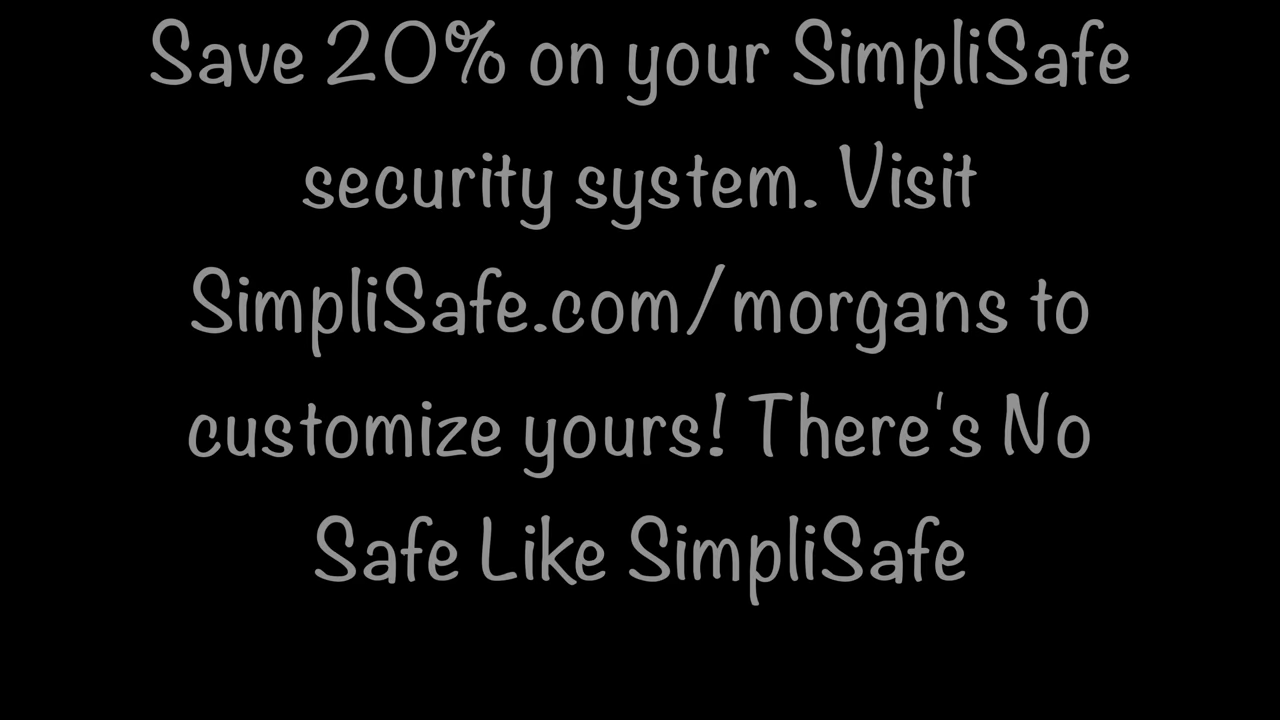 Save 20% on your SimpliSafe
security system. Visit
SimpliSafe.com/morgans to
customize yours! There's No
Safe Like SimpliSafe